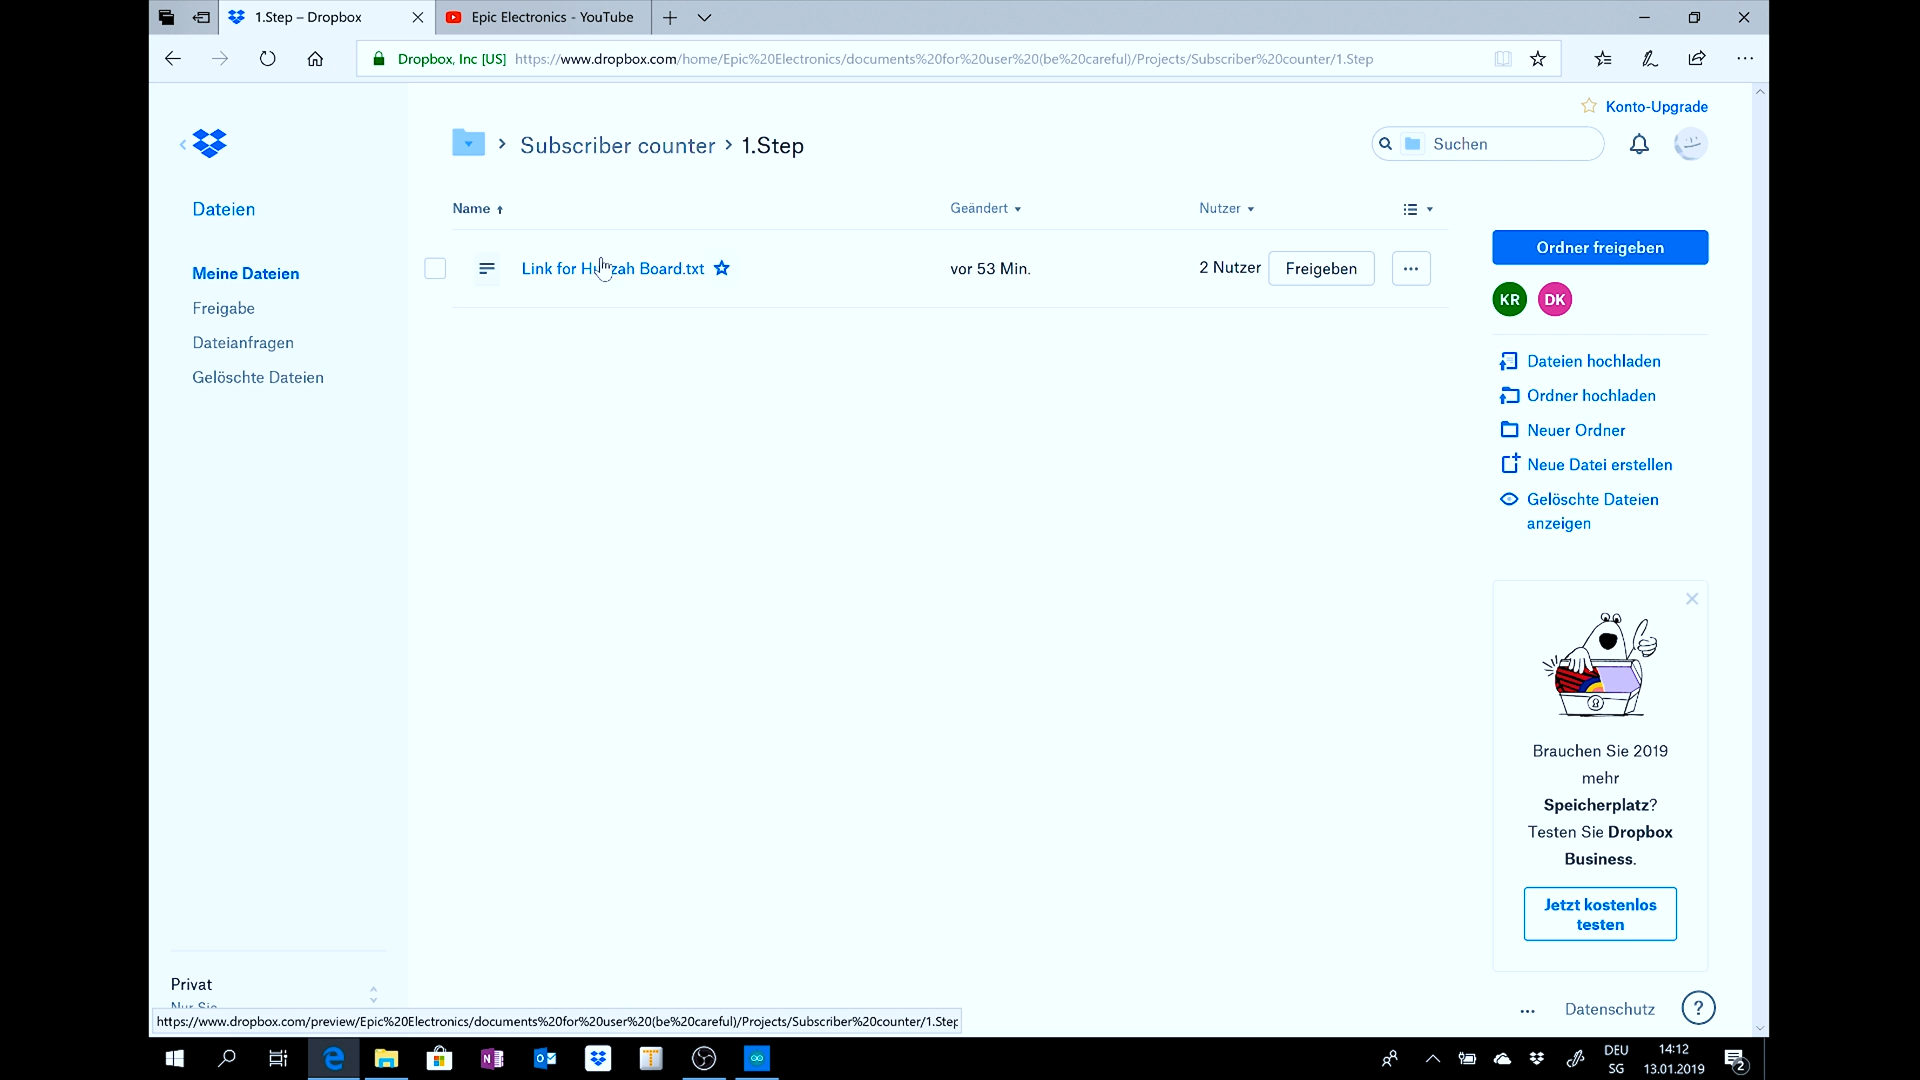 1.Step – Dropbox
Epic Electronics - YouTube
Dropbox, Inc [US] https://www.dropbox.com/home/Epic%20Electronics/documents%20for%20user%20(be%20careful)/Projects/Subscriber%20counter/1.Step
Konto-Upgrade
Subscriber counter › 1.Step
Suchen
Dateien
Meine Dateien
Freigabe
Dateianfragen
Gelöschte Dateien
Name
Geändert
Nutzer
Link for Huzzah Board.txt
vor 53 Min.
2 Nutzer
Freigeben
Ordner freigeben
KR
DK
Dateien hochladen
Ordner hochladen
Neuer Ordner
Neue Datei erstellen
Gelöschte Dateien
anzeigen
Brauchen Sie 2019
mehr
Speicherplatz?
Testen Sie Dropbox
Business.
Jetzt kostenlos
testen
Privat
Nur Sie
Datenschutz
?
https://www.dropbox.com/preview/Epic%20Electronics/documents%20for%20user%20(be%20careful)/Projects/Subscriber%20counter/1.Step
DEU
SG
14:12
13.01.2019
2